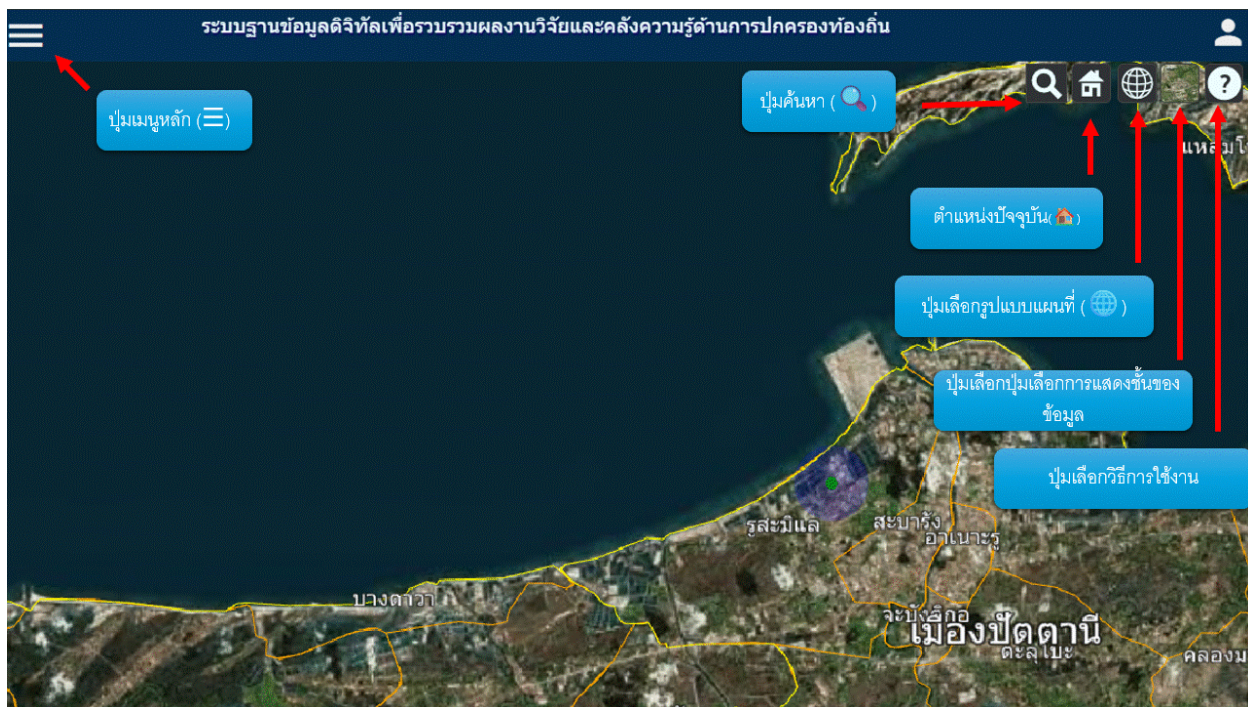 ระบบฐานข้อมูลดิจิทัลเพื่อรวบรวมผลงานวิจัยและคลังความรู้ด้านการปกครองท้องถิ่น
ปุ่มเมนูหลัก (☰)
ปุ่มค้นหา (🔍)
?
ตำแหน่งปัจจุบัน(🏠)
ปุ่มเลือกรูปแบบแผนที่ (🌐)
ปุ่มเลือกปุ่มเลือกการแสดงชั้นของ
ข้อมูล
ปุ่มเลือกวิธีการใช้งาน
รูสะมิแล
สะบารัง
อาเนาะรู
บางตาวา
จะบังติกอ
เมืองปัตตานี
ตะลุโบะ